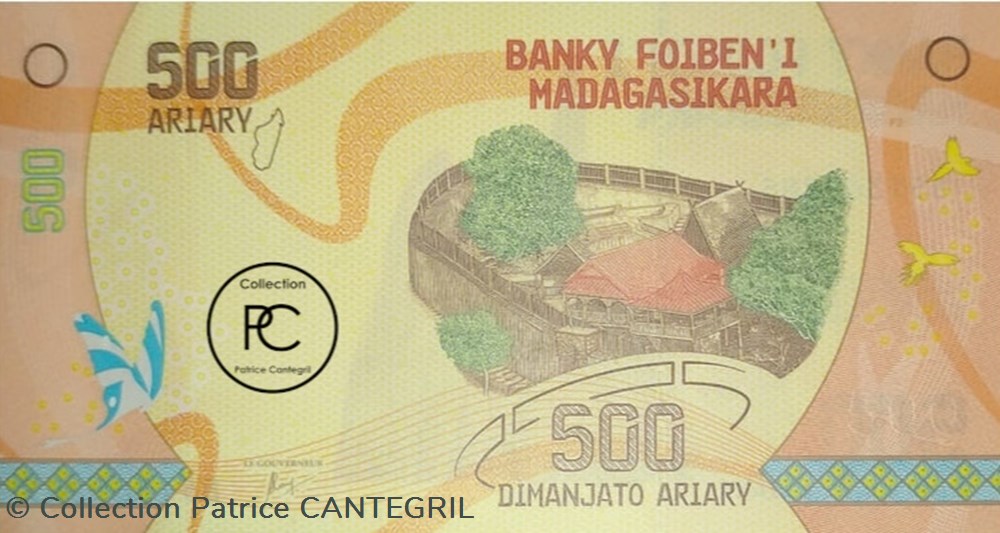 500
ARIARY
BANKY FOIBEN'I
MADAGASIKARA
500
Collection
PC
Patrice Cantegril
LE GOUVERNEUR
500
DIMANJATO ARIARY
© Collection Patrice CANTEGRIL